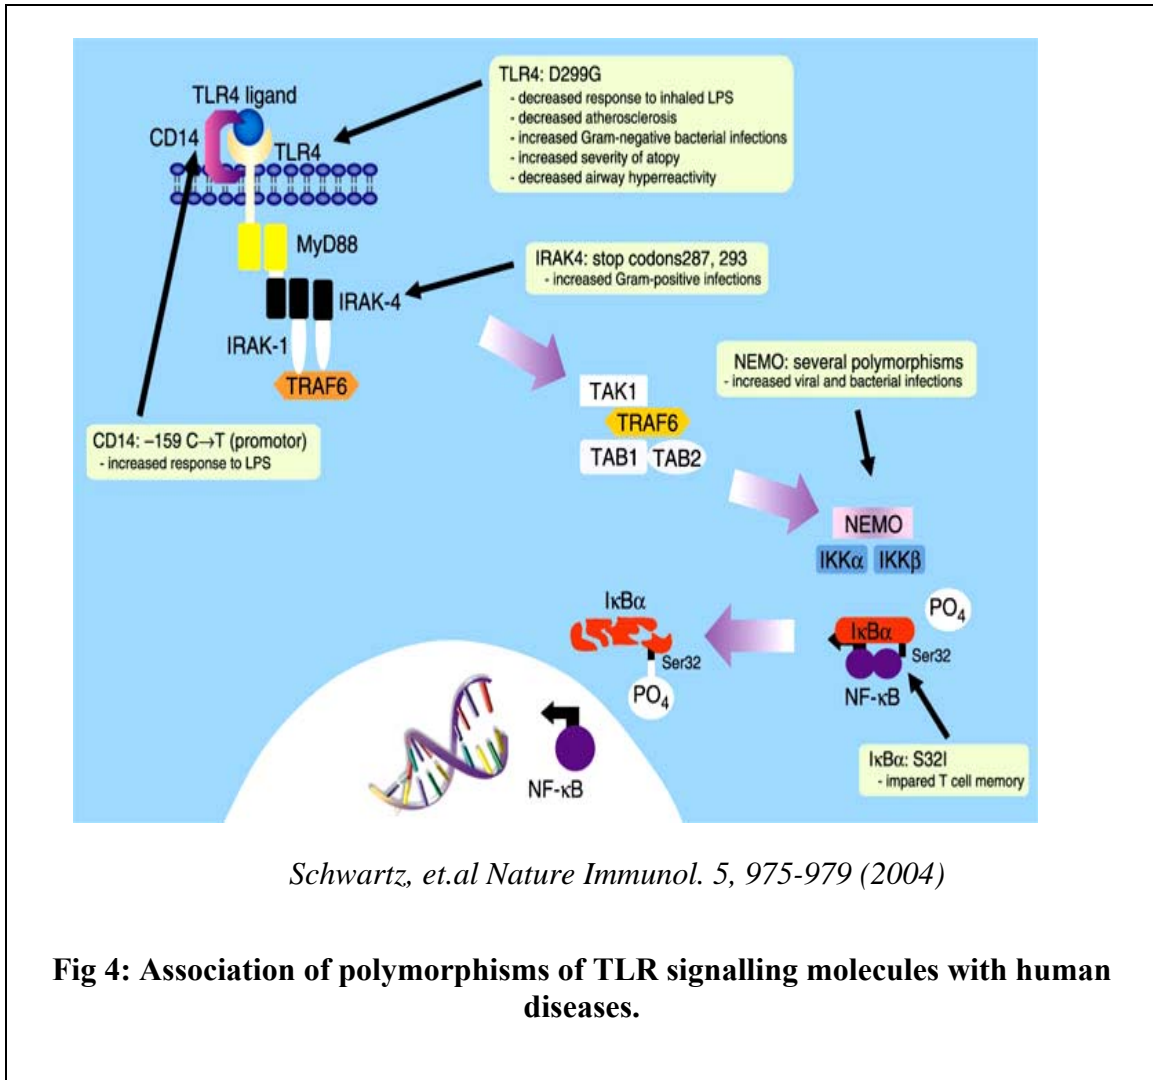 TLR4: D299G
- decreased response to inhaled LPS
- decreased atherosclerosis
- increased Gram-negative bacterial infections
- increased severity of atopy
- decreased airway hyperreactivity
TLR4 ligand
CD14
TLR4
MyD88
IRAK4: stop codons287, 293
- increased Gram-positive infections
IRAK-4
IRAK-1
TRAF6
NEMO: several polymorphisms
- increased viral and bacterial infections
TAK1
TRAF6
TAB1
TAB2
CD14: –159 C→T (promotor)
- increased response to LPS
NEMO
IKKα
IKKβ
IκBα
Ser32
PO4
PO4
IκBα
Ser32
NF-κB
IκBα: S32I
- impared T cell memory
NF-κB
Schwartz, et.al Nature Immunol. 5, 975-979 (2004)
Fig 4: Association of polymorphisms of TLR signalling molecules with human
diseases.